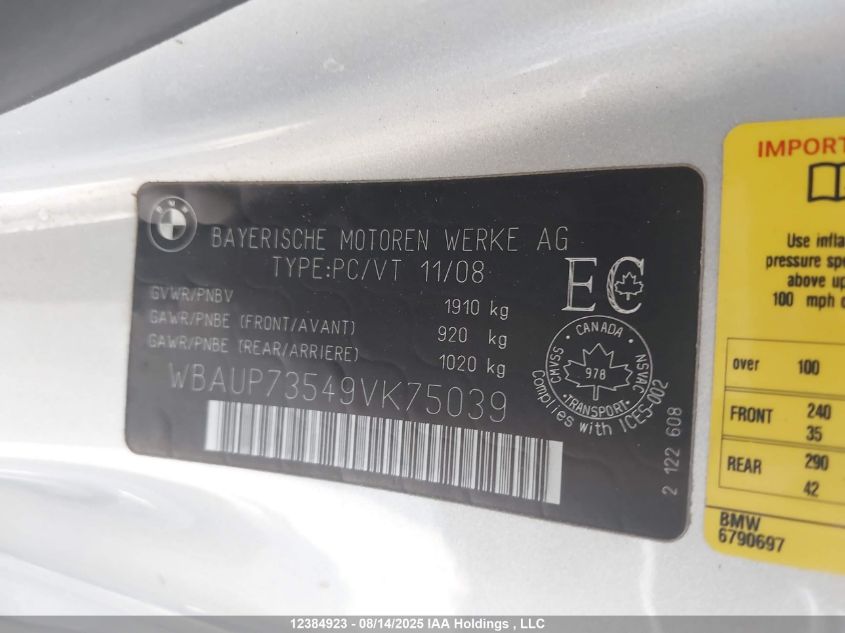 BMW
BAYERISCHE MOTOREN WERKE AG
TYPE:PC/VT 11/08
GVWR/PNBV 1910 kg
GAWR/PNBE (FRONT/AVANT) 920 kg
GAWR/PNBE (REAR/ARRIERE) 1020 kg
WBAUP73549VK75039
EC
CANADA
CMVSS 978 NSVAC
TRANSPORT
Complies with ICES-002
2 122 608
IMPORT
Use infla
pressure spe
above up
100 mph
over 100
FRONT 240
35
REAR 290
42
BMW
6790697
12384923 - 08/14/2025 IAA Holdings , LLC